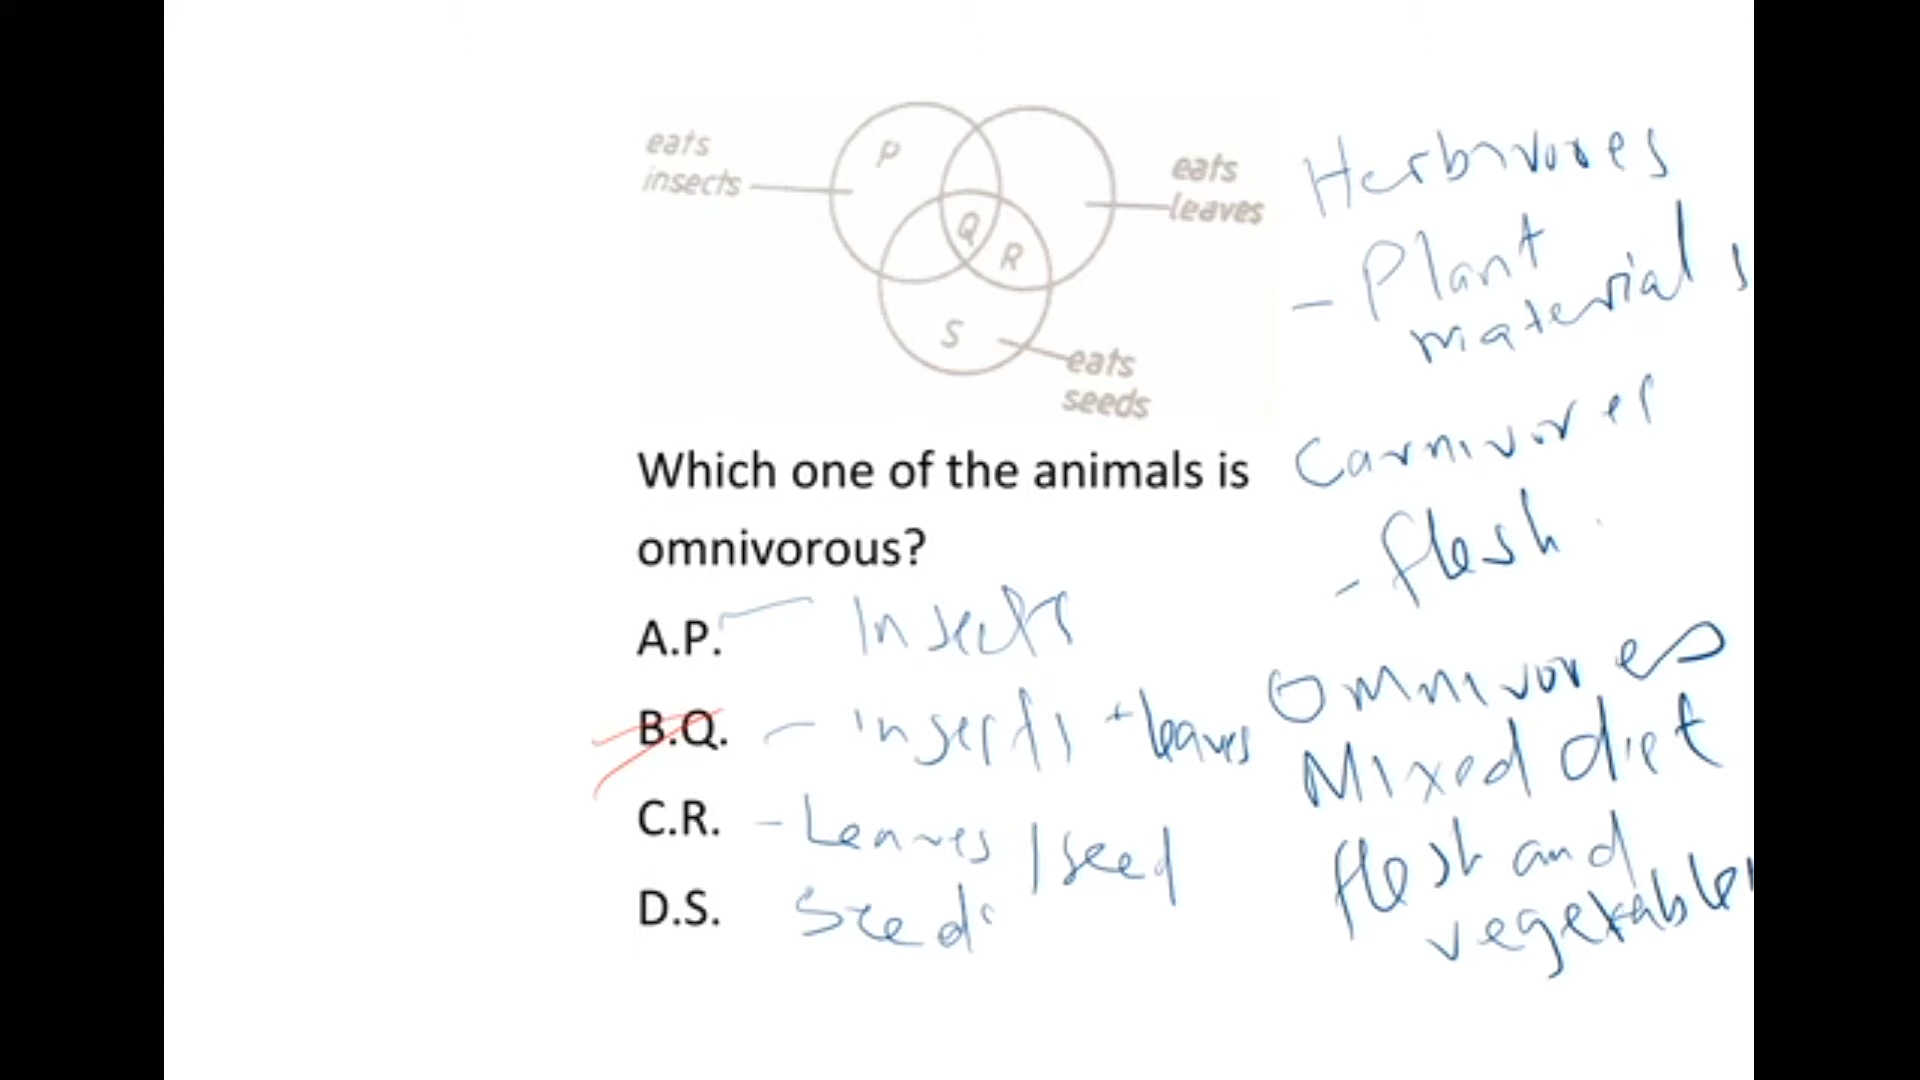 eats
insects
P
eats
leaves
Q
R
S
eats
seeds
Which one of the animals is
omnivorous?
A.P. Insects
B.Q. - insects + leaves
C.R. - Leaves / seed
D.S. Seeds
Herbivores
- Plant
materials
Carnivores
- flesh
Omnivores
Mixed diet
flesh and
vegetables